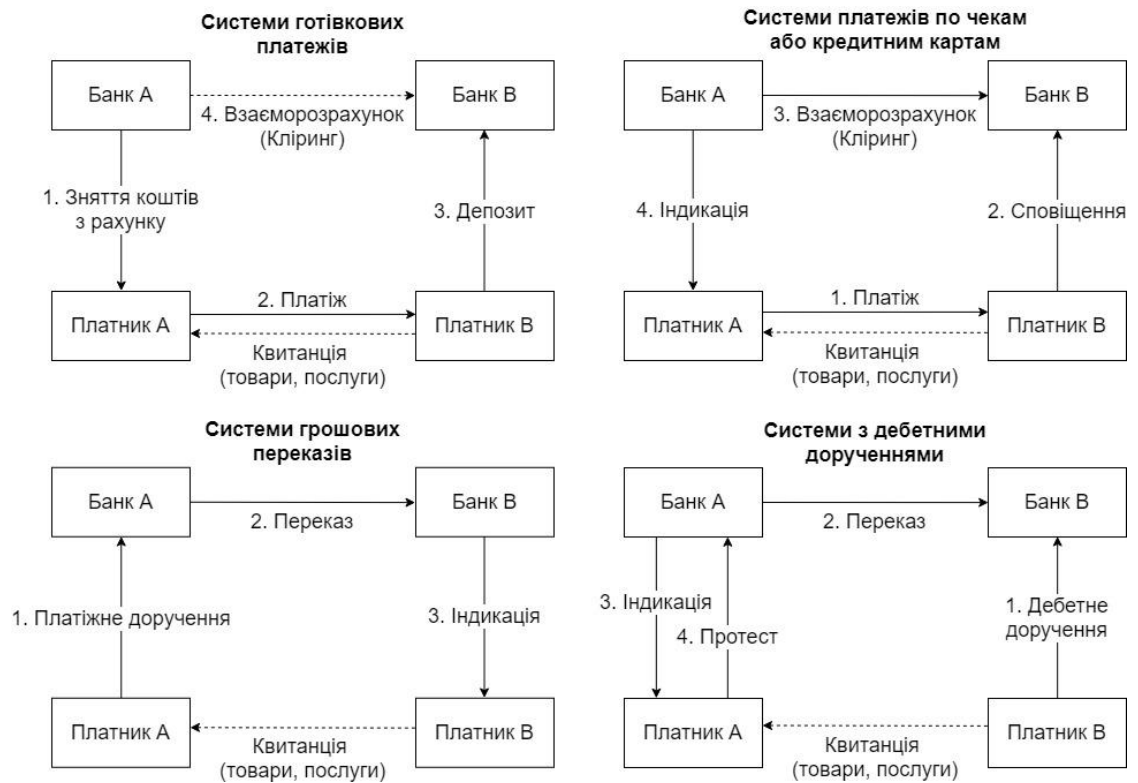 Системи готівкових
платежів
Банк А
Банк В
4. Взаєморозрахунок
(Кліринг)
1. Зняття коштів
з рахунку
3. Депозит
2. Платіж
Платник А
Платник В
Квитанція
(товари, послуги)
Системи платежів по чекам
або кредитним картам
Банк А
Банк В
3. Взаєморозрахунок
(Кліринг)
4. Індикація
2. Сповіщення
1. Платіж
Платник А
Платник В
Квитанція
(товари, послуги)
Системи грошових
переказів
Банк А
Банк В
2. Переказ
1. Платіжне доручення
3. Індикація
Платник А
Платник В
Квитанція
(товари, послуги)
Системи з дебетними
дорученнями
Банк А
Банк В
2. Переказ
3. Індикація
4. Протест
1. Дебетне
доручення
Платник А
Платник В
Квитанція
(товари, послуги)